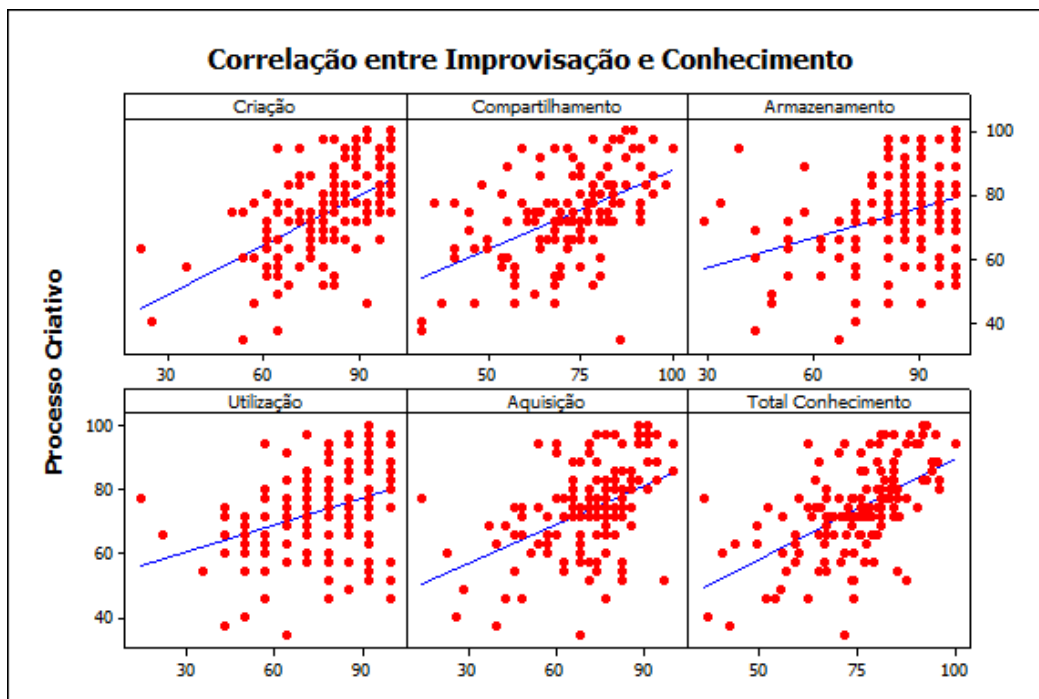 Correlação entre Improvisação e Conhecimento
Criação Compartilhamento Armazenamento
100
80
60
40
30 60 90 50 75 100 30 60 90
Processo Criativo
Utilização Aquisição Total Conhecimento
100
80
60
40
30 60 90 30 60 90 50 75 100